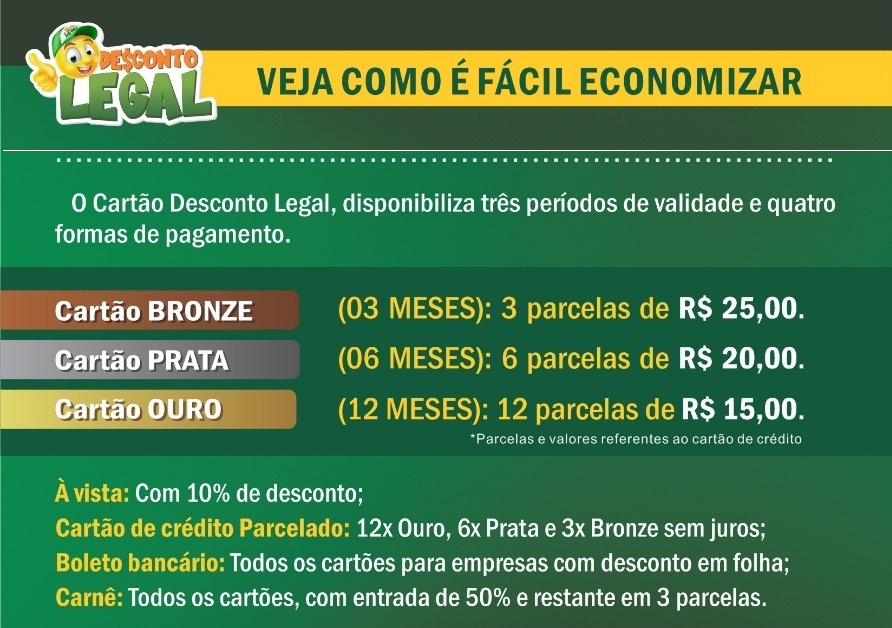 DE$CONTO
LEGAL
VEJA COMO É FÁCIL ECONOMIZAR
O Cartão Desconto Legal, disponibiliza três períodos de validade e quatro
formas de pagamento.
Cartão BRONZE (03 MESES): 3 parcelas de R$ 25,00.
Cartão PRATA (06 MESES): 6 parcelas de R$ 20,00.
Cartão OURO (12 MESES): 12 parcelas de R$ 15,00.
*Parcelas e valores referentes ao cartão de crédito
À vista: Com 10% de desconto;
Cartão de crédito Parcelado: 12x Ouro, 6x Prata e 3x Bronze sem juros;
Boleto bancário: Todos os cartões para empresas com desconto em folha;
Carnê: Todos os cartões, com entrada de 50% e restante em 3 parcelas.